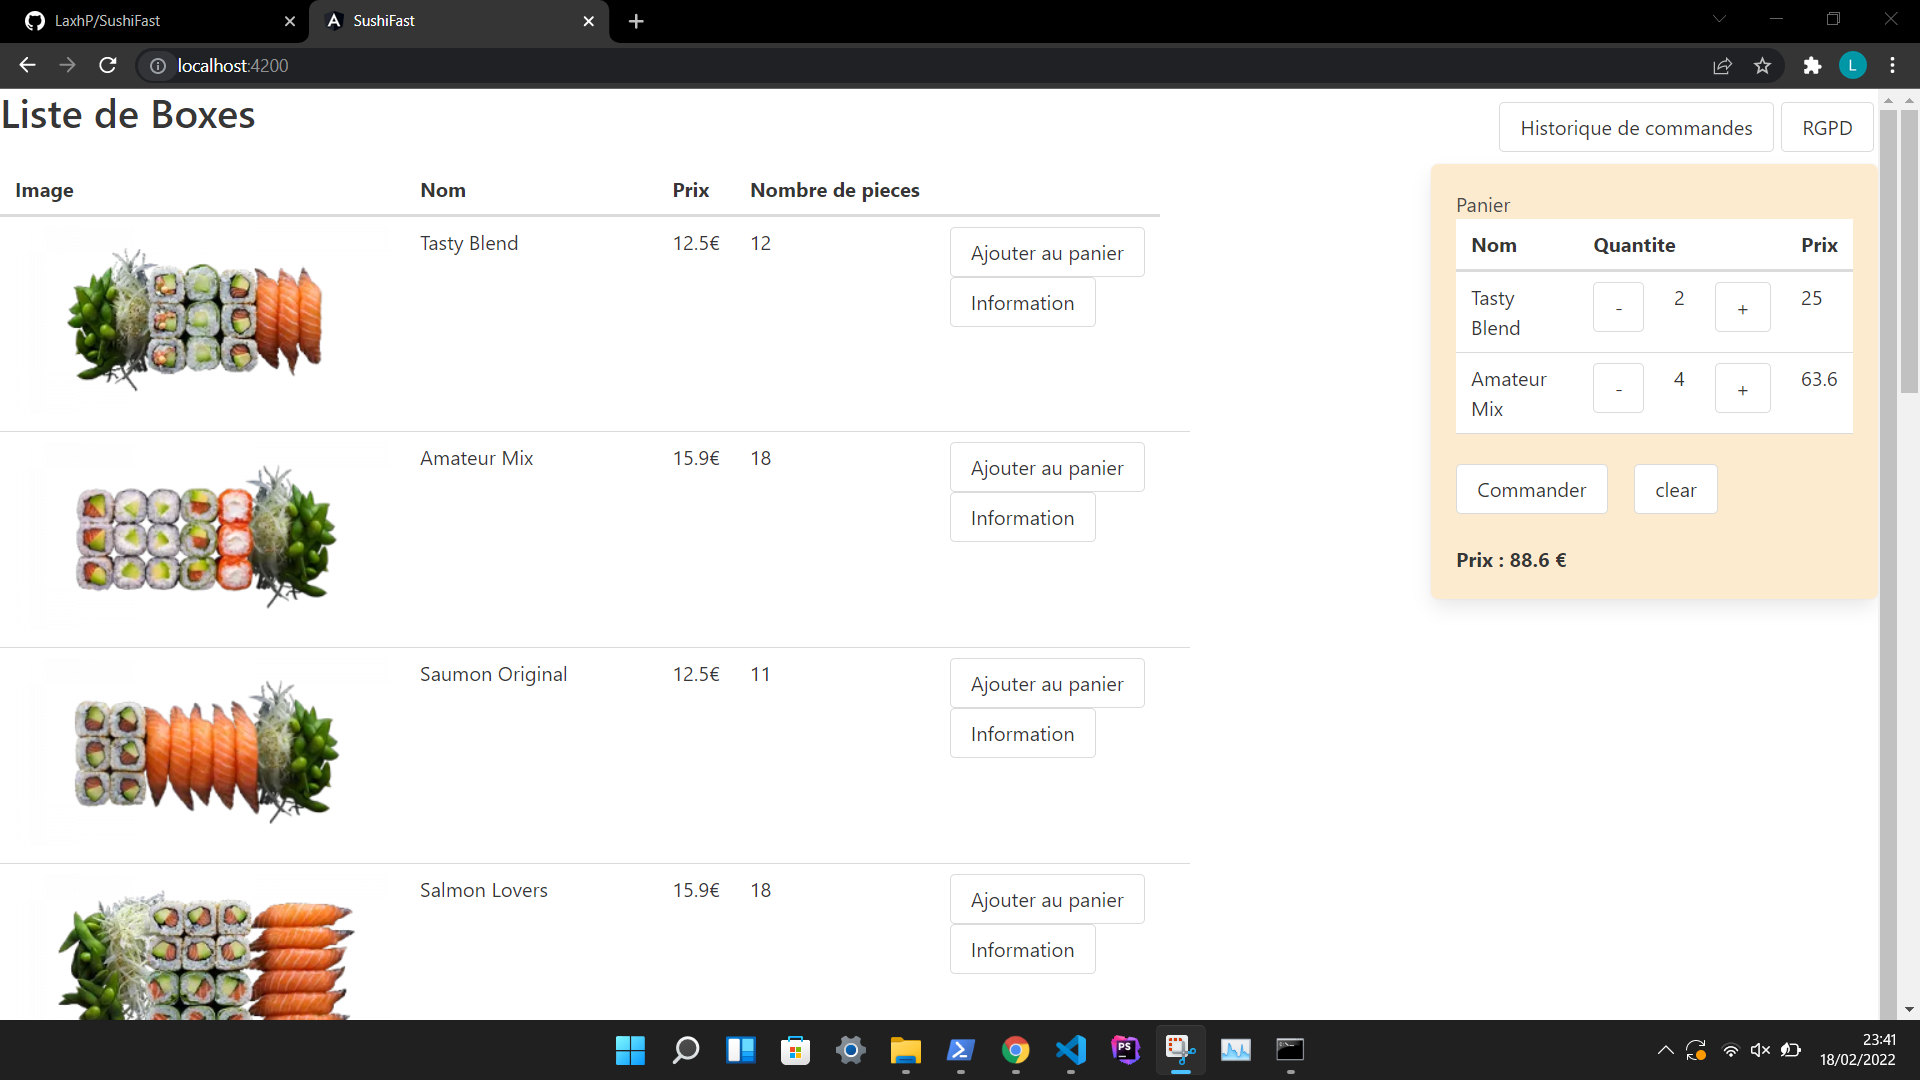 LaxhP/SushiFast
SushiFast
localhost:4200
L
Liste de Boxes
Historique de commandes
RGPD
Image Nom Prix Nombre de pieces
Tasty Blend 12.5€ 12
Ajouter au panier
Information
Amateur Mix 15.9€ 18
Ajouter au panier
Information
Saumon Original 12.5€ 11
Ajouter au panier
Information
Salmon Lovers 15.9€ 18
Ajouter au panier
Information
Panier
Nom Quantite Prix
Tasty
Blend
- 2 + 25
Amateur
Mix
- 4 + 63.6
Commander
clear
Prix : 88.6 €
PS
23:41
18/02/2022